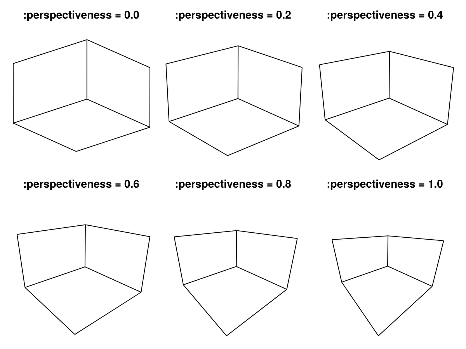 :perspectiveness = 0.0
:perspectiveness = 0.2
:perspectiveness = 0.4
:perspectiveness = 0.6
:perspectiveness = 0.8
:perspectiveness = 1.0